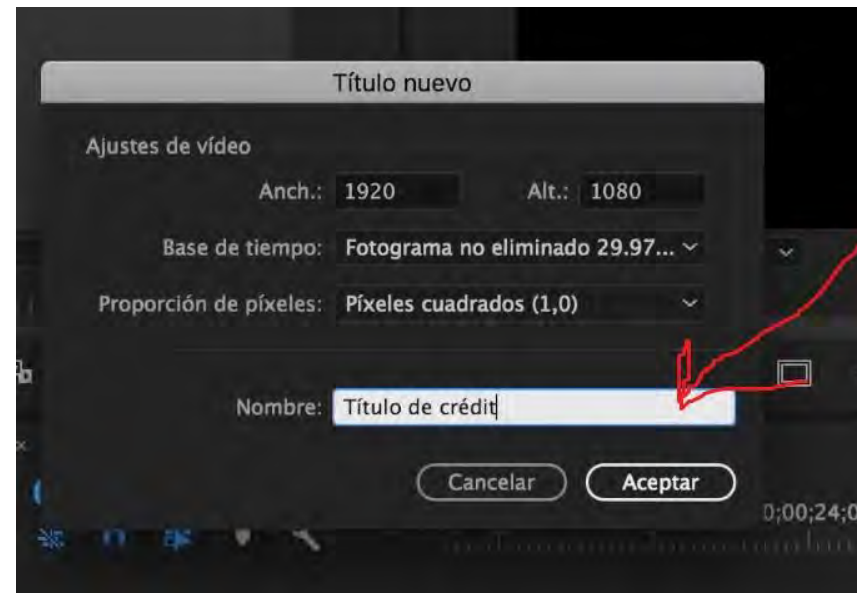 Título nuevo
Ajustes de vídeo
Anch.: 1920 Alt.: 1080
Base de tiempo: Fotograma no eliminado 29.97...
Proporción de píxeles: Píxeles cuadrados (1,0)
Nombre: Título de crédit
Cancelar Aceptar
0;00;24;0